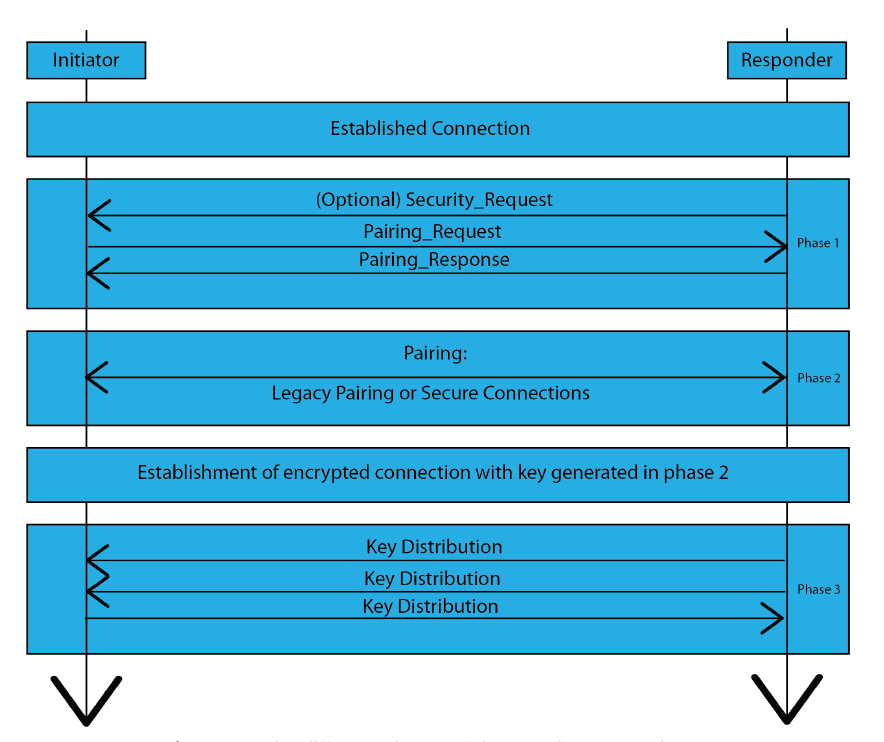 Initiator
Responder
Established Connection
(Optional) Security_Request
Pairing_Request
Phase 1
Pairing_Response
Pairing:
Phase 2
Legacy Pairing or Secure Connections
Establishment of encrypted connection with key generated in phase 2
Key Distribution
Key Distribution
Phase 3
Key Distribution